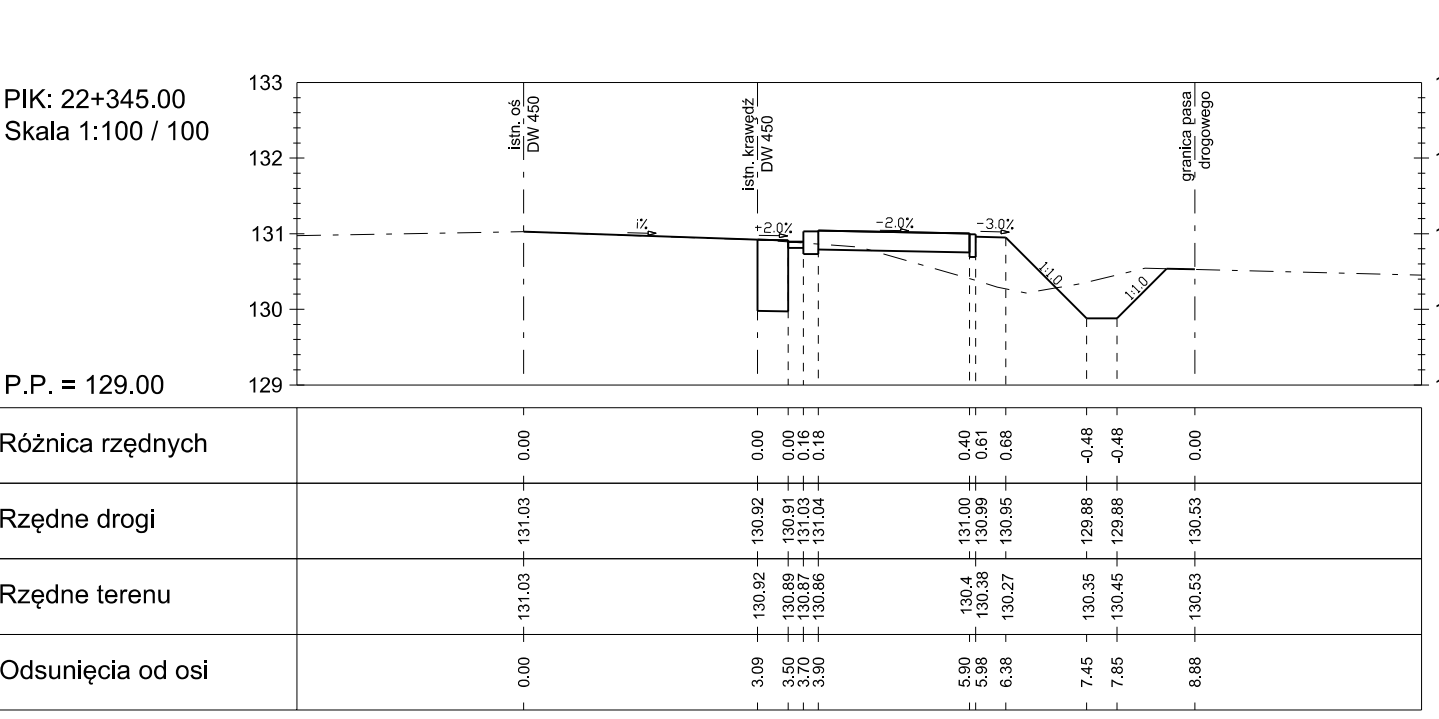 PIK: 22+345.00
Skala 1:100 / 100
P.P. = 129.00
133
132
131
130
129
istn. oś
DW 450
istn. krawędź
DW 450
granica pasa
drogowego
i%
+2.0%
-2.0%
-3.0%
1:1.0
1:1.0
Różnica rzędnych
0.00 0.00 0.00 0.16 0.18 0.40 0.61 0.68 -0.48 -0.48 0.00
Rzędne drogi
131.03 130.92 130.91 131.03 131.04 131.00 130.99 130.95 129.88 129.88 130.53
Rzędne terenu
131.03 130.92 130.89 130.87 130.86 130.4 130.38 130.27 130.35 130.45 130.53
Odsunięcia od osi
0.00 3.09 3.50 3.70 3.90 5.90 5.98 6.38 7.45 7.85 8.88